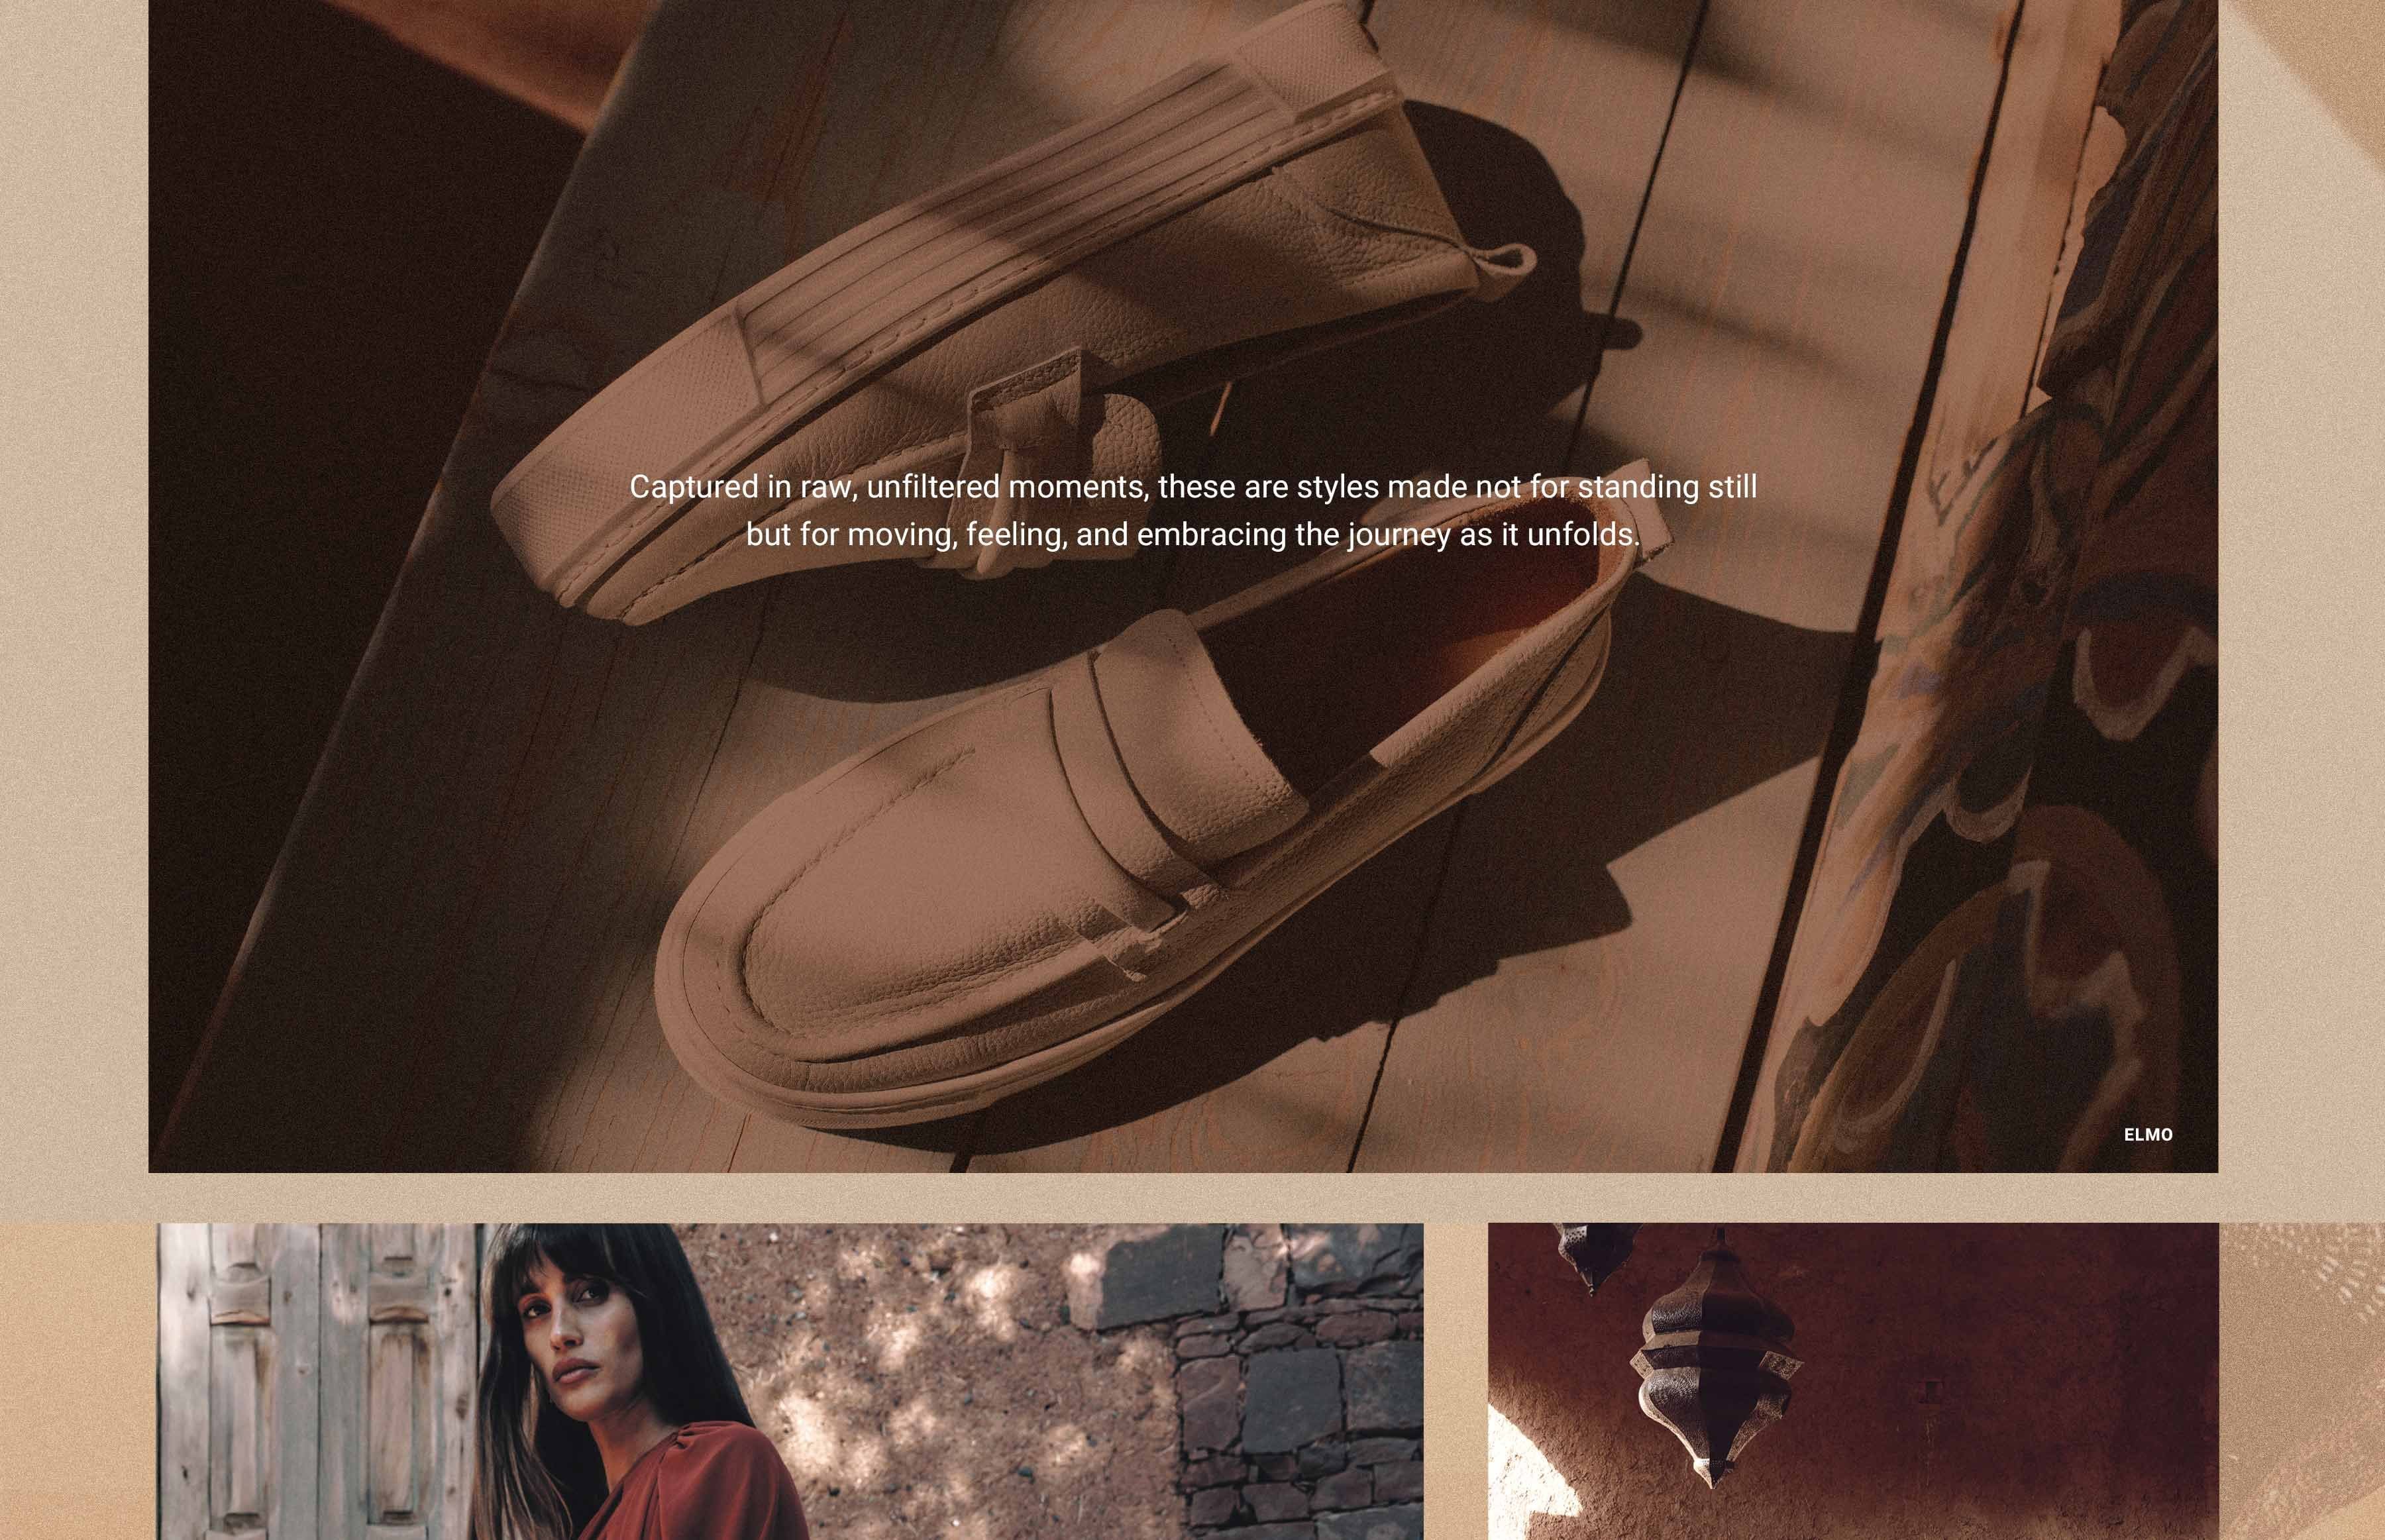 Captured in raw, unfiltered moments, these are styles made not for standing still
but for moving, feeling, and embracing the journey as it unfolds.
ELMO